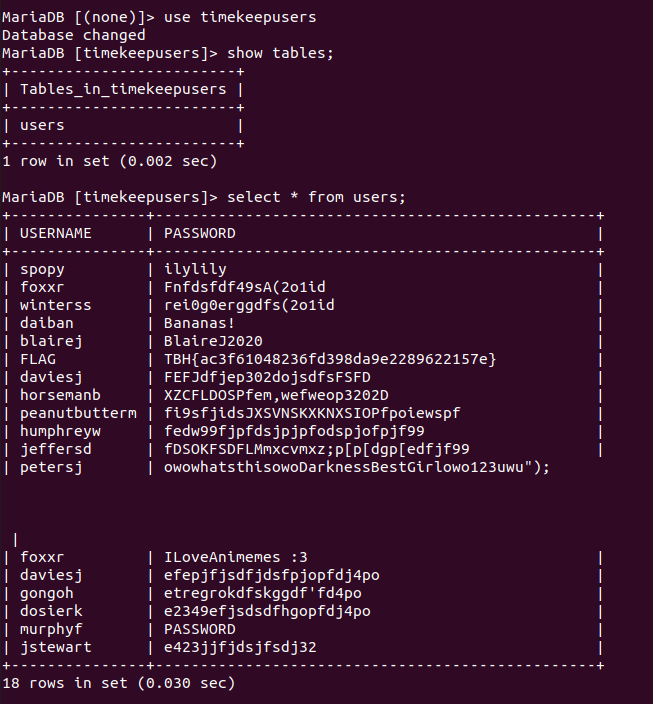 MariaDB [(none)]> use timekeepusers
Database changed
MariaDB [timekeepusers]> show tables;
+-------------------------+
| Tables_in_timekeepusers |
+-------------------------+
| users                   |
+-------------------------+
1 row in set (0.002 sec)

MariaDB [timekeepusers]> select * from users;
+--------------+-------------------------------------------------+
| USERNAME     | PASSWORD                                        |
+--------------+-------------------------------------------------+
| spopy        | ilylily                                         |
| foxxr        | Fnfdsfdf49sA(2o1id                              |
| winterss     | rei0g0erggdfs(2o1id                             |
| daiban       | Bananas!                                        |
| blairej      | BlaireJ2020                                     |
| FLAG         | TBH{ac3f61048236fd398da9e2289622157e}           |
| daviesj      | FEFJdfjep302dojsdfsFSFD                         |
| horsemanb    | XZCFLDOSPfem,wefweop3202D                       |
| peanutbutterm | fi9sfjidsJXSVNSKXKNXSIOPfpoiewspf              |
| humphreyw    | fedw99fjpfdsjpjpfodspjofpjf99                   |
| jeffersd     | fDSOKFSDFLMmxcvmxz;p[p[dgp[edfjf99              |
| petersj      | owowhatsthisowoDarknessBestGirlowo123uwu");



 |
| foxxr        | ILoveAnimemes :3                                |
| daviesj      | efepjfjsdfjdsfpjopfdj4po                        |
| gongoh       | etregrokdfskggdf'fd4po                          |
| dosierk      | e2349efjsdsdfhgopfdj4po                         |
| murphyf      | PASSWORD                                        |
| jstewart     | e423jjfjdsjfsdj32                               |
+--------------+-------------------------------------------------+
18 rows in set (0.030 sec)